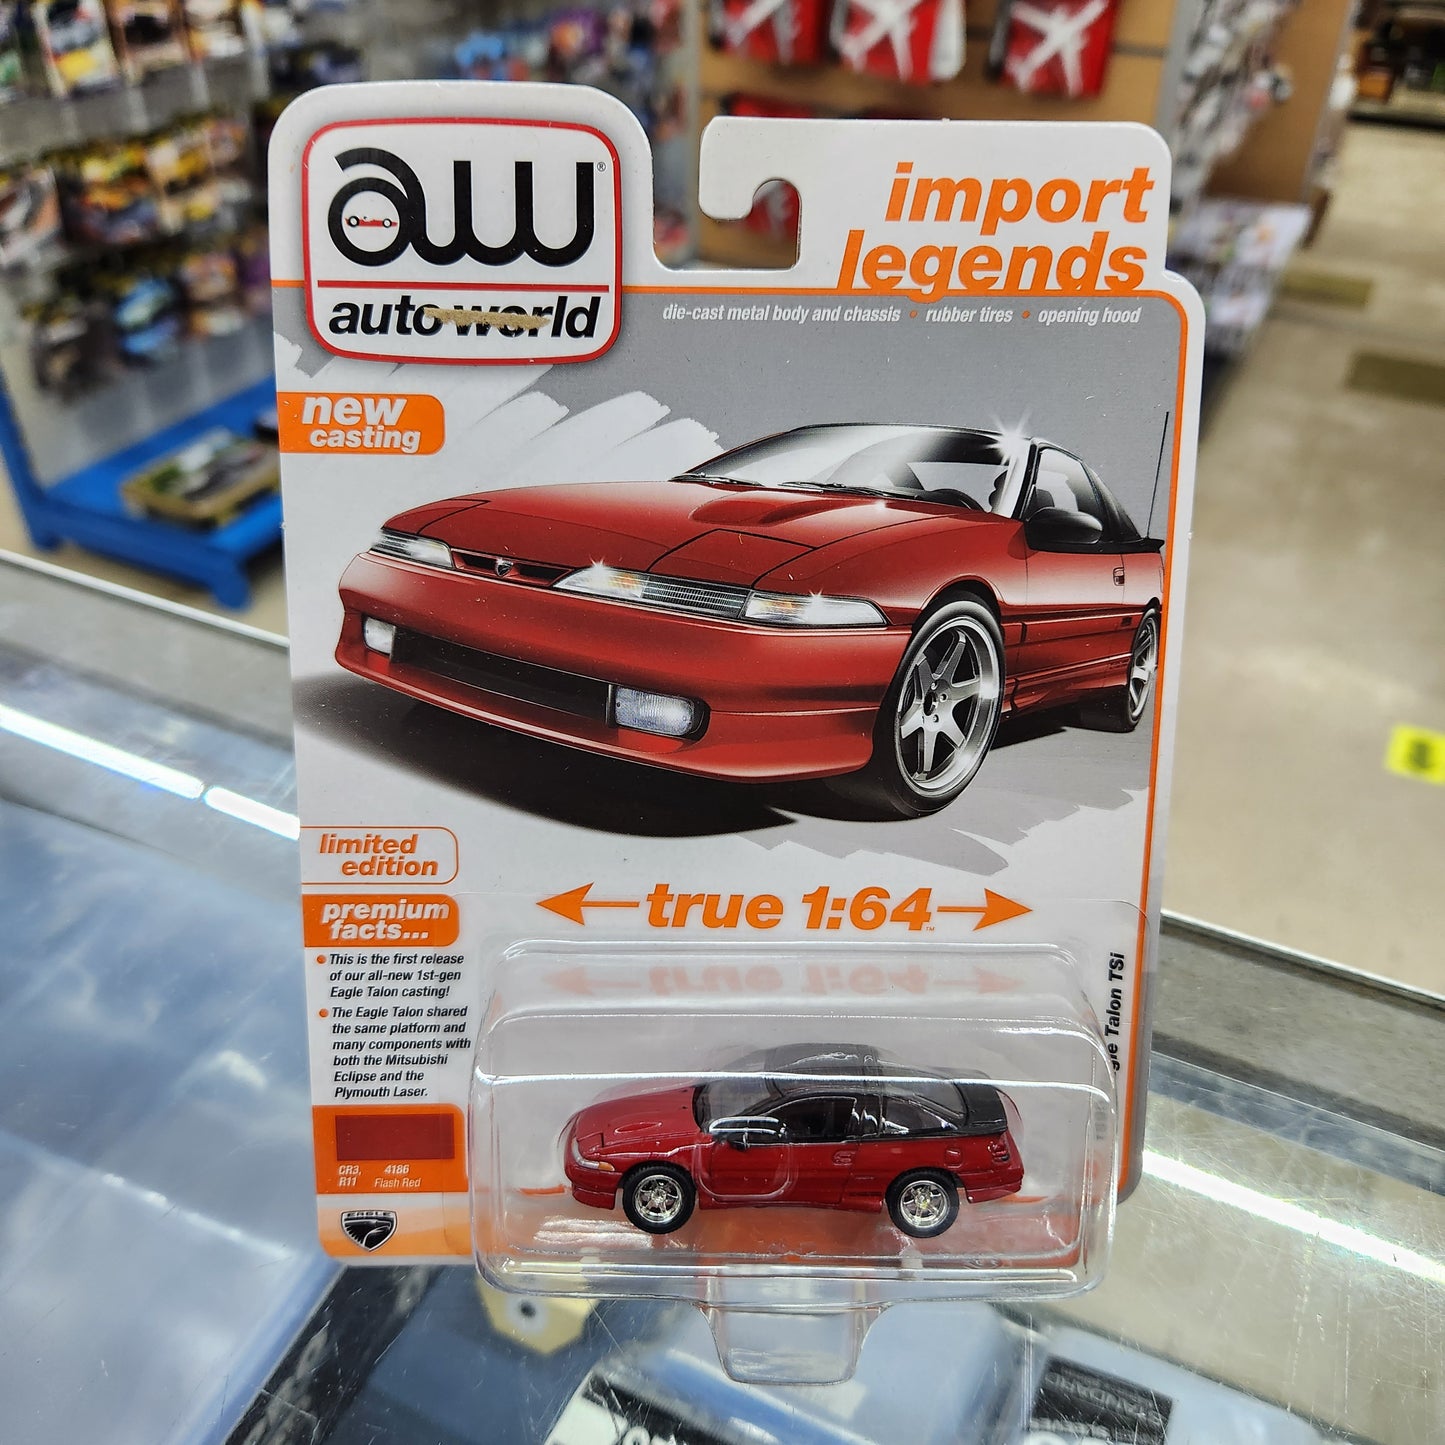 aw®
auto world
import
legends
die-cast metal body and chassis • rubber tires • opening hood
new
casting
limited
edition
premium
facts...
true 1:64™
• This is the first release
of our all-new 1st-gen
Eagle Talon casting!
• The Eagle Talon shared
the same platform and
many components with
both the Mitsubishi
Eclipse and the
Plymouth Laser.
CR3, 4186
R11 Flash Red
EAGLE
Talon TSi